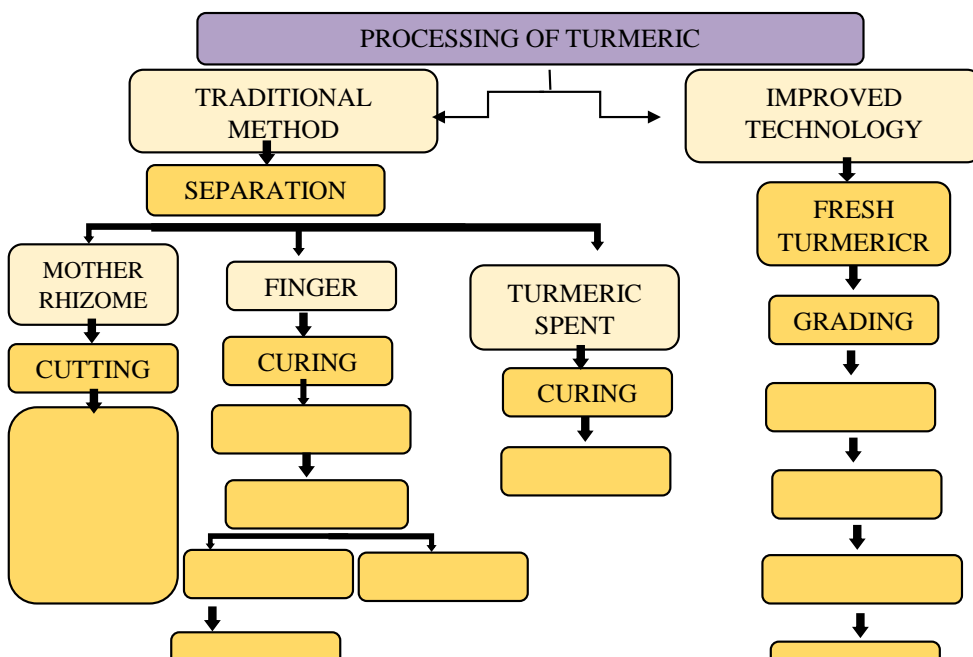 PROCESSING OF TURMERIC
TRADITIONAL
METHOD
IMPROVED
TECHNOLOGY
SEPARATION
FRESH
TURMERICR
MOTHER
RHIZOME
FINGER
TURMERIC
SPENT
GRADING
CUTTING
CURING
CURING